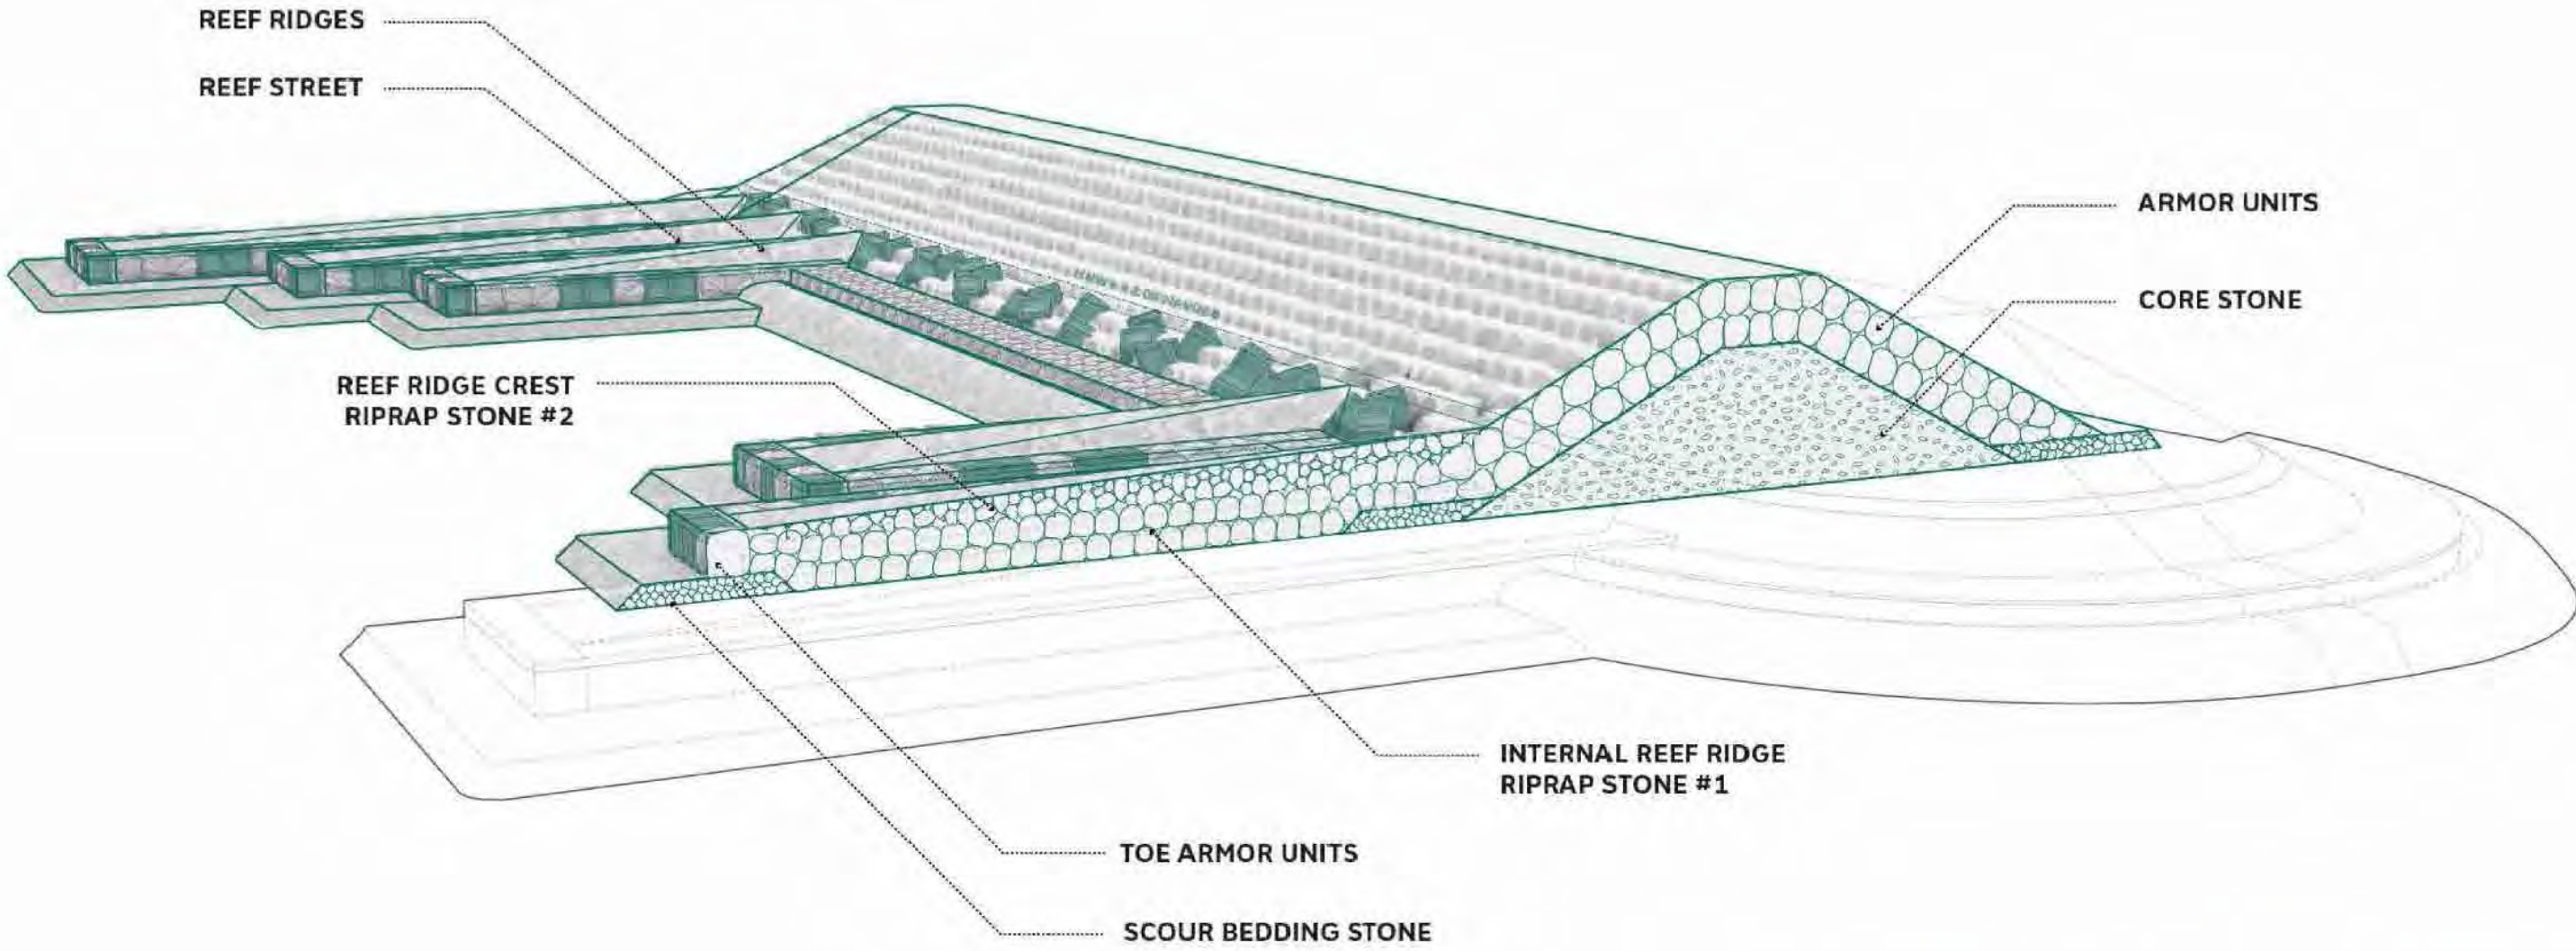 REEF RIDGES
REEF STREET
ARMOR UNITS
CORE STONE
REEF RIDGE CREST
RIPRAP STONE #2
INTERNAL REEF RIDGE
RIPRAP STONE #1
TOE ARMOR UNITS
SCOUR BEDDING STONE